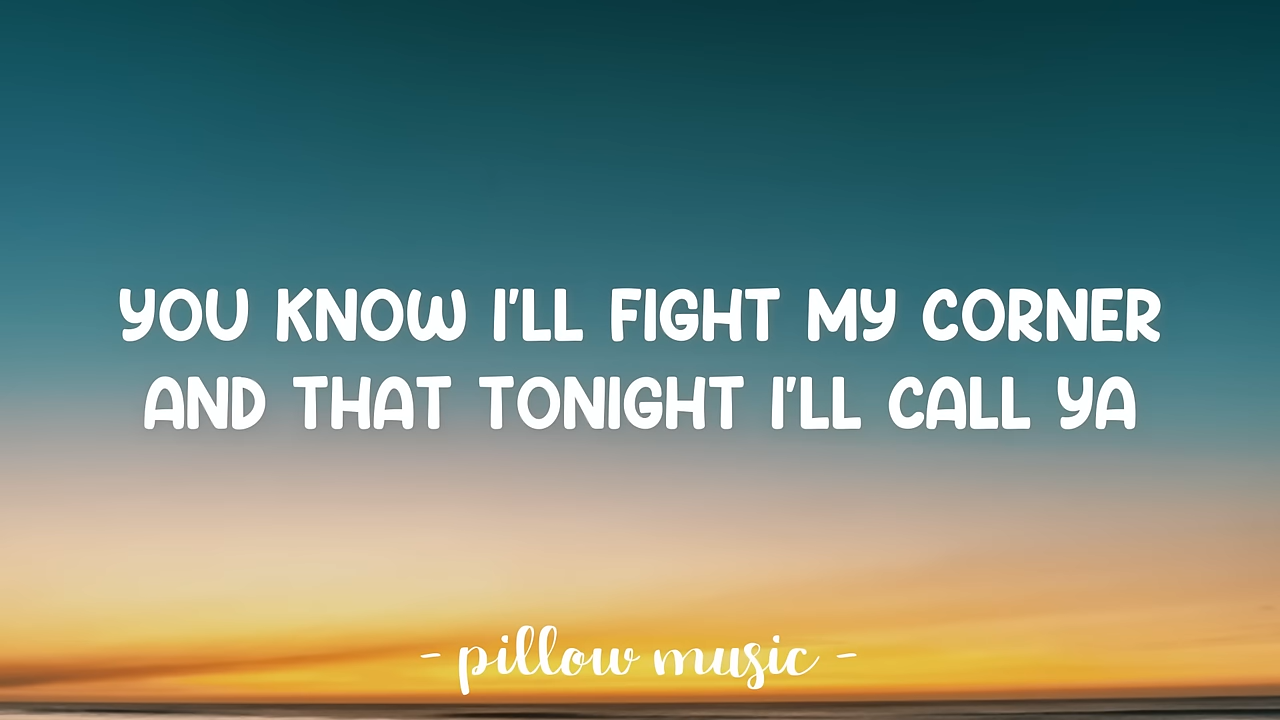 YOU KNOW I'LL FIGHT MY CORNER
AND THAT TONIGHT I'LL CALL YA
- pillow music -